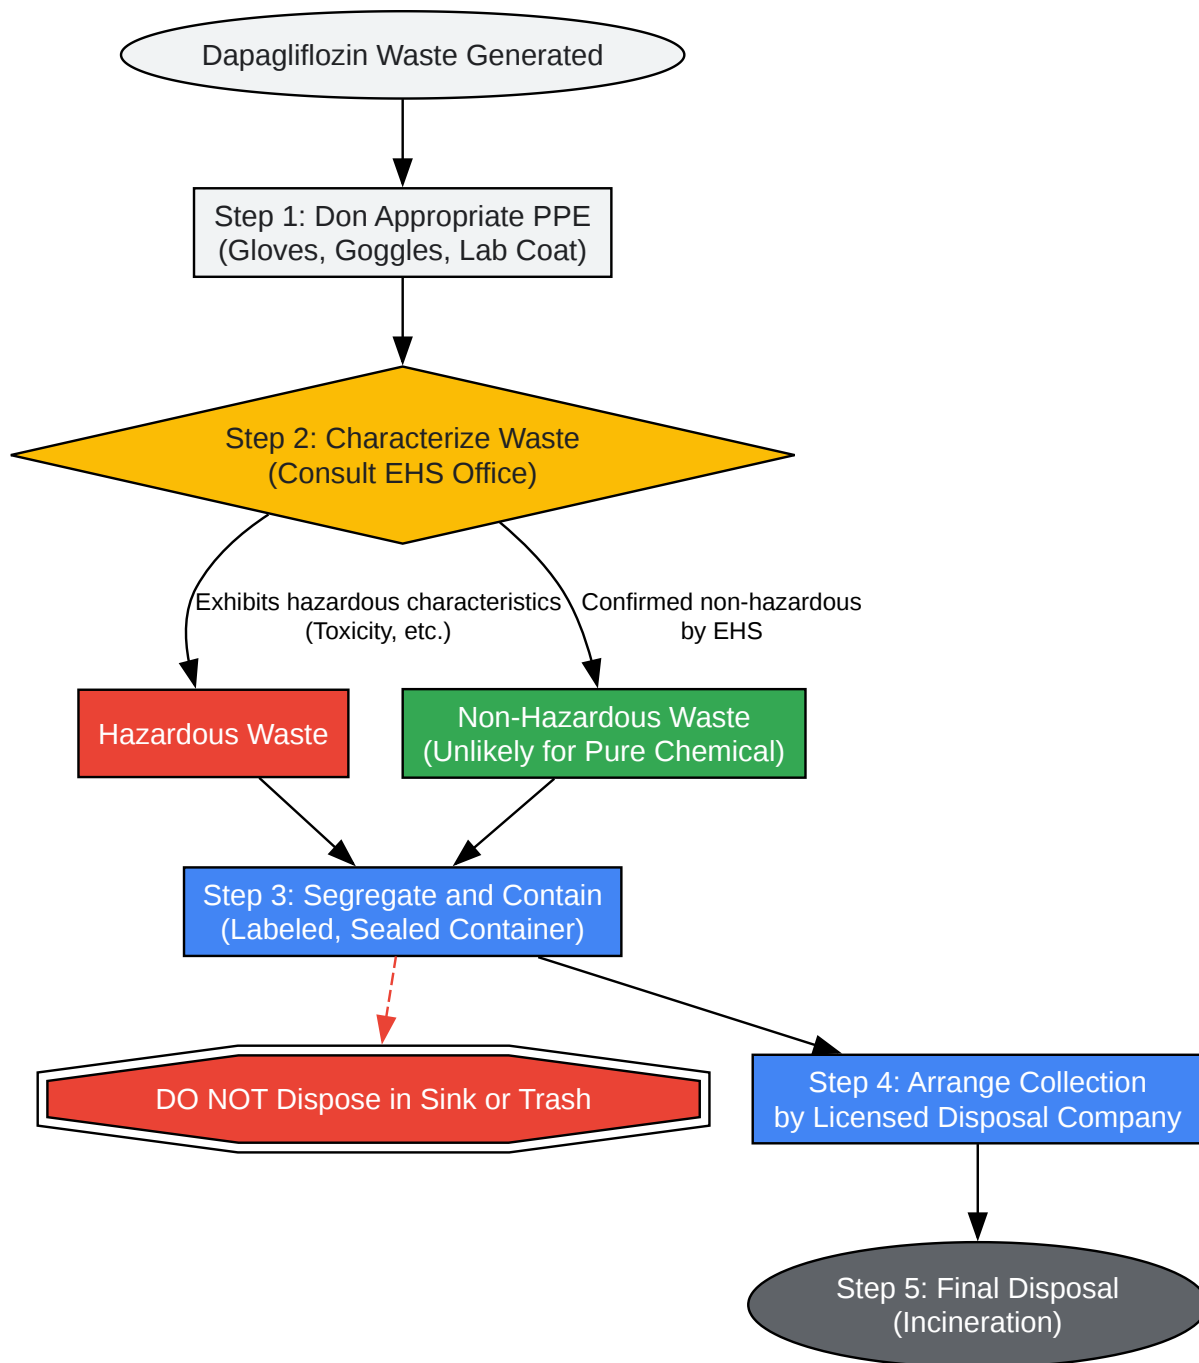 Dapagliflozin Waste Generated
Step 1: Don Appropriate PPE
(Gloves, Goggles, Lab Coat)
Step 2: Characterize Waste
(Consult EHS Office)
Exhibits hazardous characteristics
(Toxicity, etc.)
Confirmed non-hazardous
by EHS
Hazardous Waste
Non-Hazardous Waste
(Unlikely for Pure Chemical)
Step 3: Segregate and Contain
(Labeled, Sealed Container)
DO NOT Dispose in Sink or Trash
Step 4: Arrange Collection
by Licensed Disposal Company
Step 5: Final Disposal
(Incineration)